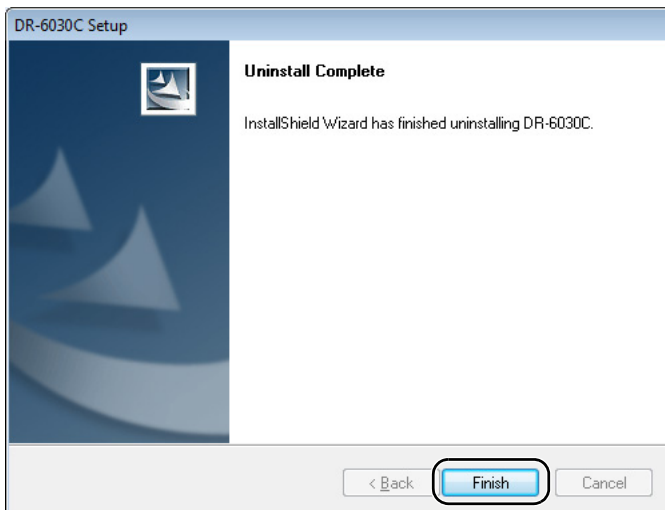 DR-6030C Setup
Uninstall Complete
InstallShield Wizard has finished uninstalling DR-6030C.
< Back
Finish
Cancel